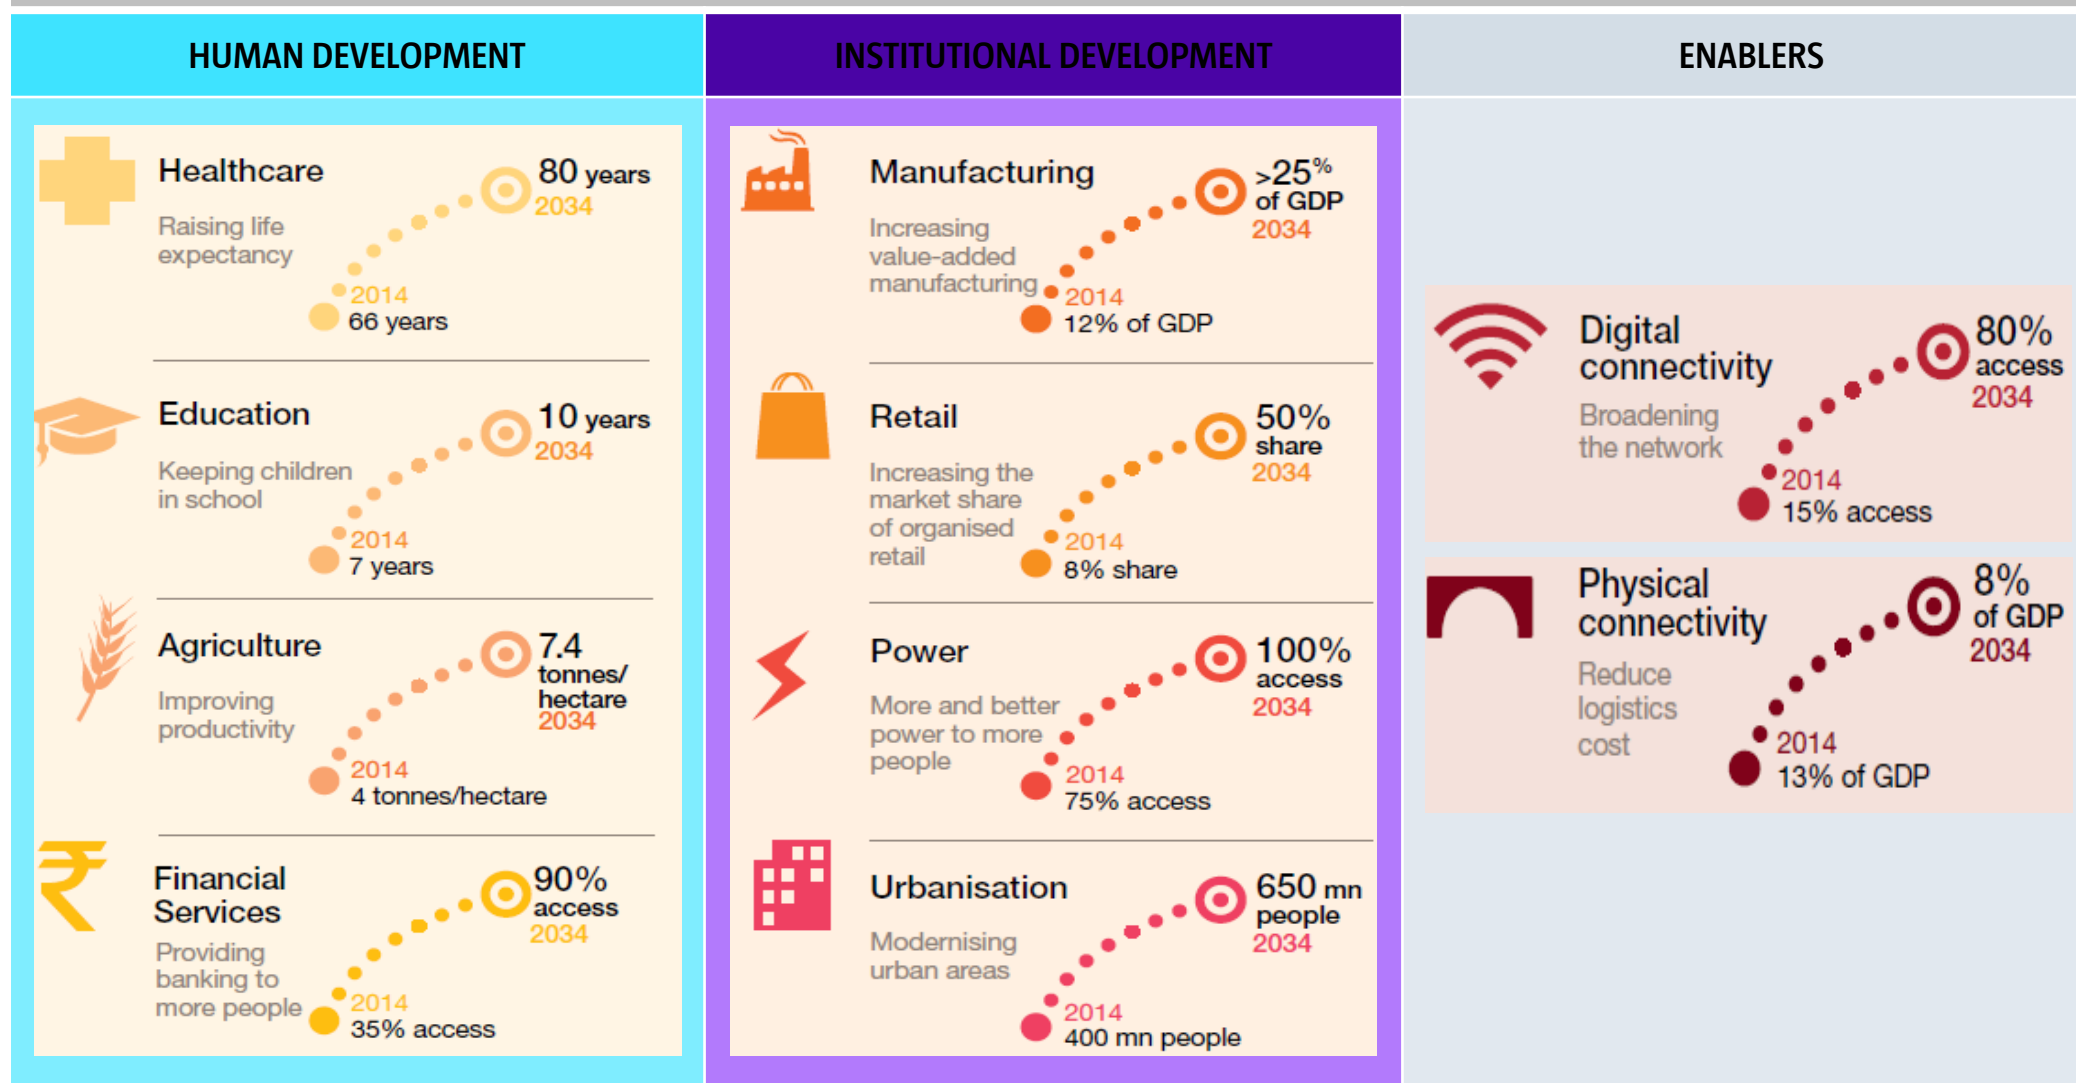 HUMAN DEVELOPMENT
Healthcare
Raising life
expectancy
80 years
2034
2014
66 years
Education
Keeping children
in school
10 years
2034
2014
7 years
Agriculture
Improving
productivity
7.4
tonnes/
hectare
2034
2014
4 tonnes/hectare
Financial
Services
Providing
banking to
more people
90%
access
2034
2014
35% access
INSTITUTIONAL DEVELOPMENT
Manufacturing
Increasing
value-added
manufacturing
>25%
of GDP
2034
2014
12% of GDP
Retail
Increasing the
market share
of organised
retail
50%
share
2034
2014
8% share
Power
More and better
power to more
people
100%
access
2034
2014
75% access
Urbanisation
Modernising
urban areas
650 mn
people
2034
2014
400 mn people
ENABLERS
Digital
connectivity
Broadening
the network
80%
access
2034
2014
15% access
Physical
connectivity
Reduce
logistics
cost
8%
of GDP
2034
2014
13% of GDP